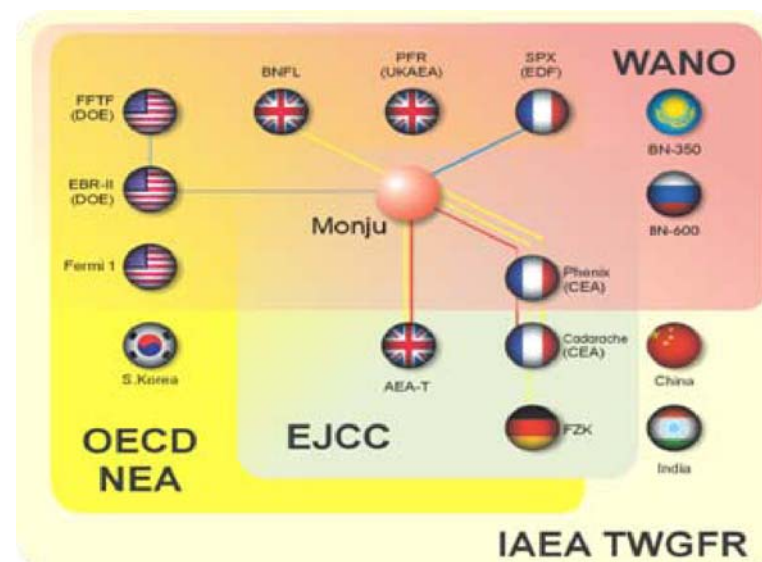 PFR
(UKAEA)
SPX
(EDF)
WANO
BNFL
FFTF
(DOE)
BN-350
EBR-II
(DOE)
Monju
BN-600
Fermi 1
Phenix
(CEA)
Cadarache
(CEA)
S.Korea
AEA-T
China
OECD
NEA
EJCC
FZK
India
IAEA TWGFR